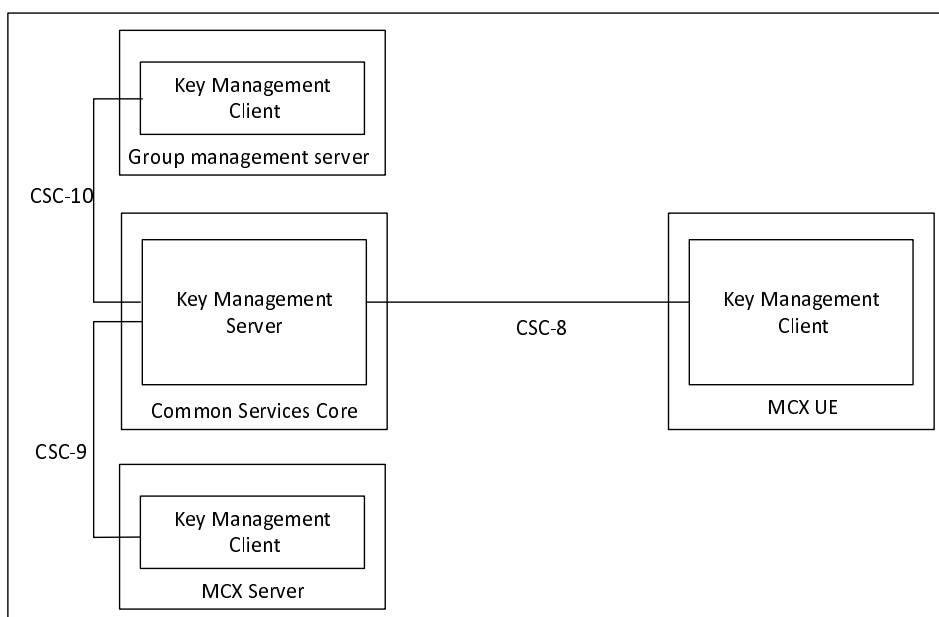 Key Management
Client
Group management server
CSC-10
Key Management
Server
Common Services Core
CSC-8
Key Management
Client
MCX UE
CSC-9
Key Management
Client
MCX Server